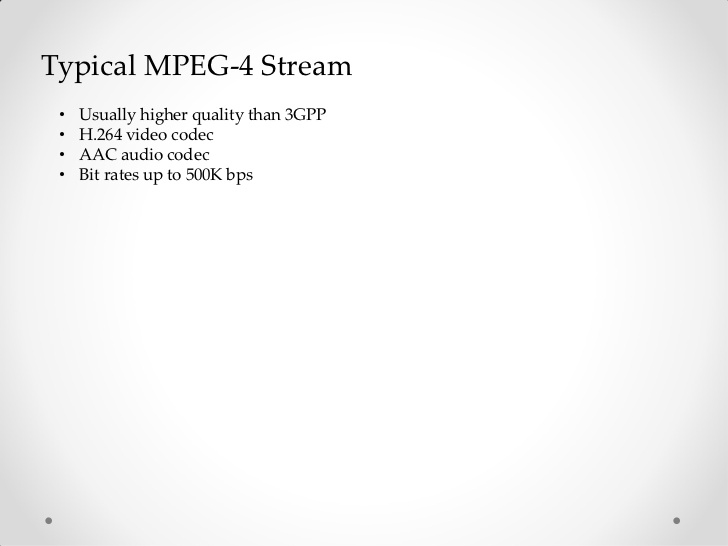 Typical MPEG-4 Stream
• Usually higher quality than 3GPP
• H.264 video codec
• AAC audio codec
• Bit rates up to 500K bps